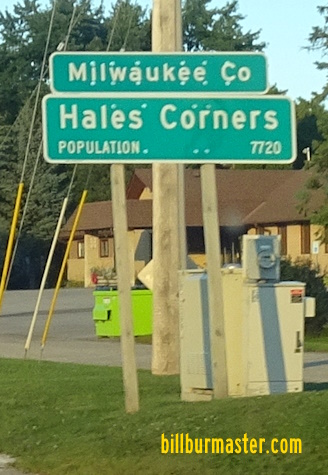 Milwaukee Co
Hales Corners
POPULATION 7720
billburmaster.com